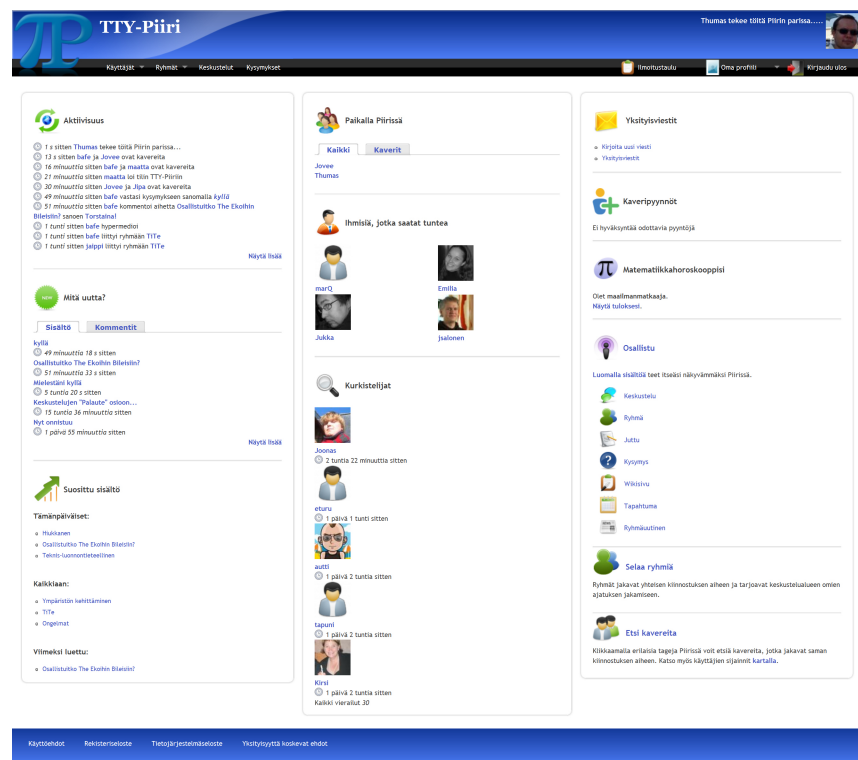 TTY-Piiri
Thumas tekee töitä Piirin parissa.....
Käyttäjät Ryhmät Keskustelut Kysymykset
Ilmoitustaulu Oma profiili Kirjaudu ulos
Aktiivisuus
1 s sitten Thumas tekee töitä Piirin parissa...
13 s sitten bafe ja Jovee ovat kavereita
16 minuuttia sitten bafe ja maatta ovat kavereita
21 minuuttia sitten maatta loi tilin TTY-Piiriin
30 minuuttia sitten Jovee ja Jipa ovat kavereita
49 minuuttia sitten bafe vastasi kysymykseen sanomalla kyllä
51 minuuttia sitten bafe kommentoi aihetta Osallistuitko The Ekoihin
Bileisiin? sanoen Torstaina!
1 tunti sitten bafe hypermedioi
1 tunti sitten bafe liittyi ryhmään TiTe
1 tunti sitten jalppi liittyi ryhmään TiTe
Näytä lisää
NEW
Mitä uutta?
Sisältö Kommentit
kyllä
49 minuuttia 18 s sitten
Osallistuitko The Ekoihin Bileisiin?
51 minuuttia 33 s sitten
Mielestäni kyllä
5 tuntia 20 s sitten
Keskustelujen "Palaute" osioon...
15 tuntia 36 minuuttia sitten
Nyt onnistuu
1 päivä 55 minuuttia sitten
Näytä lisää
Suosittu sisältö
Tämänpäiväiset:
Hiukkanen
Osallistuitko The Ekoihin Bileisiin?
Teknis-luonnontieteellinen
Kaikkiaan:
Ympäristön kehittäminen
TiTe
Ongelmat
Viimeksi luettu:
Osallistuitko The Ekoihin Bileisiin?
Paikalla Piirissä
Kaikki Kaverit
Jovee
Thumas
Ihmisiä, jotka saatat tuntea
marQ Emilia
Jukka jsalonen
Kurkistelijat
Joonas
2 tuntia 22 minuuttia sitten
eturu
1 päivä 1 tunti sitten
autti
1 päivä 2 tuntia sitten
tapuni
1 päivä 2 tuntia sitten
Kirsi
1 päivä 2 tuntia sitten
Kaikki vierailut 30
Yksityisviestit
Kirjoita uusi viesti
Yksityisviestit
Kaveripyynnöt
Ei hyväksyntää odottavia pyyntöjä
Matematiikkahoroskooppisi
Olet maailmanmatkaaja.
Näytä tuloksesi.
Osallistu
Luomalla sisältöä teet itseäsi näkyvämmäksi Piirissä.
Keskustelu
Ryhmä
Juttu
Kysymys
Wikisivu
Tapahtuma
Ryhmäuutinen
Selaa ryhmiä
Ryhmät jakavat yhteisen kiinnostuksen aiheen ja tarjoavat keskustelualueen omien
ajatuksen jakamiseen.
Etsi kavereita
Klikkaamalla erilaisia tageja Piirissä voit etsiä kavereita, jotka jakavat saman
kiinnostuksen aiheen. Katso myös käyttäjien sijainnit kartalla.
Käyttöehdot Rekisteriseloste Tietojärjestelmäseloste Yksityisyyttä koskevat ehdot